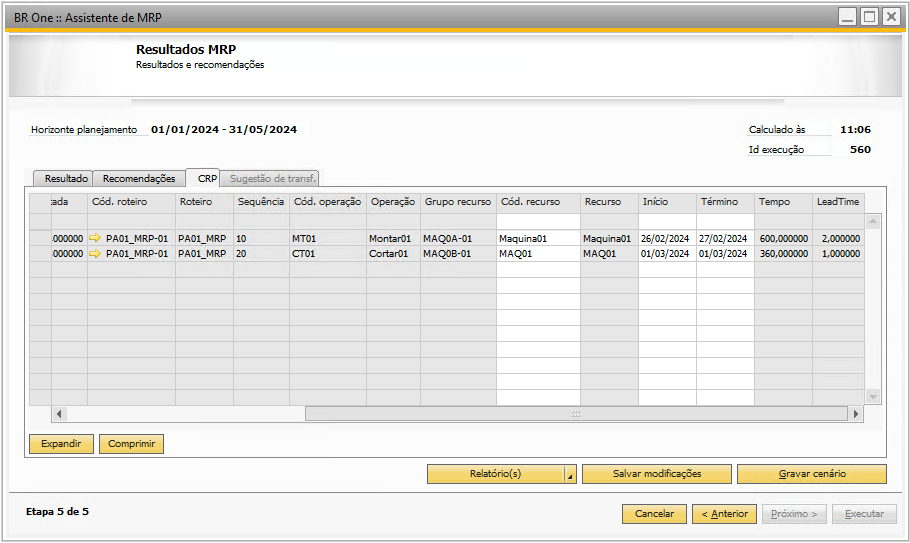 BR One :: Assistente de MRP
Resultados MRP
Resultados e recomendações
Horizonte planejamento 01/01/2024 - 31/05/2024 Calculado às 11:06
Id execução 560
Resultado Recomendações CRP Sugestão de transf.
:ada Cód. roteiro Roteiro Sequência Cód. operação Operação Grupo recurso Cód. recurso Recurso Início Término Tempo LeadTime
.000000 PA01_MRP-01 PA01_MRP 10 MT01 Montar01 MAQ0A-01 Maquina01 Maquina01 26/02/2024 27/02/2024 600,000000 2,000000
.000000 PA01_MRP-01 PA01_MRP 20 CT01 Cortar01 MAQ0B-01 MAQ01 MAQ01 01/03/2024 01/03/2024 360,000000 1,000000
Expandir Comprimir
Relatório(s) Salvar modificações Gravar cenário
Etapa 5 de 5 Cancelar < Anterior Próximo > Executar